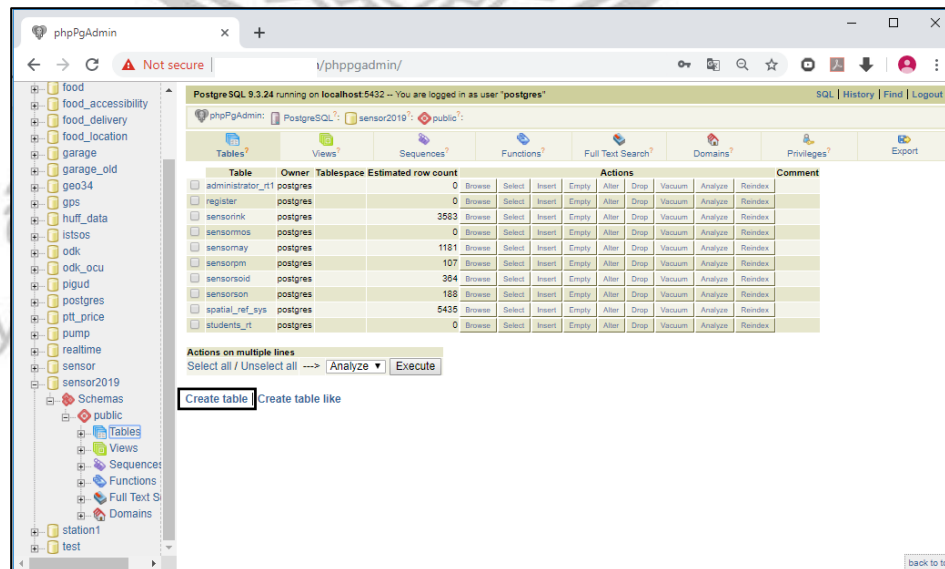 phpPgAdmin
Not secure
/phppgadmin/
food
food_accessibility
food_delivery
food_location
garage
garage_old
geo34
gps
huff_data
istsos
odk
odk_ocu
pigud
postgres
ptt_price
pump
realtime
sensor
sensor2019
Schemas
public
Tables
Views
Sequences
Functions
Full Text S
Domains
station1
test
PostgreSQL 9.3.24 running on localhost:5432 -- You are logged in as user "postgres"
SQL | History | Find | Logout
phpPgAdmin: PostgreSQL?: sensor2019?: public?:
Tables? Views? Sequences? Functions? Full Text Search? Domains? Privileges? Export
Table Owner Tablespace Estimated row count Actions Comment
administrator_rt1 postgres 0 Browse Select Insert Empty Alter Drop Vacuum Analyze Reindex
register postgres 0 Browse Select Insert Empty Alter Drop Vacuum Analyze Reindex
sensorink postgres 3583 Browse Select Insert Empty Alter Drop Vacuum Analyze Reindex
sensormos postgres 0 Browse Select Insert Empty Alter Drop Vacuum Analyze Reindex
sensornay postgres 1181 Browse Select Insert Empty Alter Drop Vacuum Analyze Reindex
sensorpm postgres 107 Browse Select Insert Empty Alter Drop Vacuum Analyze Reindex
sensorsoid postgres 364 Browse Select Insert Empty Alter Drop Vacuum Analyze Reindex
sensorson postgres 188 Browse Select Insert Empty Alter Drop Vacuum Analyze Reindex
spatial_ref_sys postgres 5435 Browse Select Insert Empty Alter Drop Vacuum Analyze Reindex
students_rt postgres 0 Browse Select Insert Empty Alter Drop Vacuum Analyze Reindex
Actions on multiple lines
Select all / Unselect all ---> Analyze Execute
Create table | Create table like
back to t